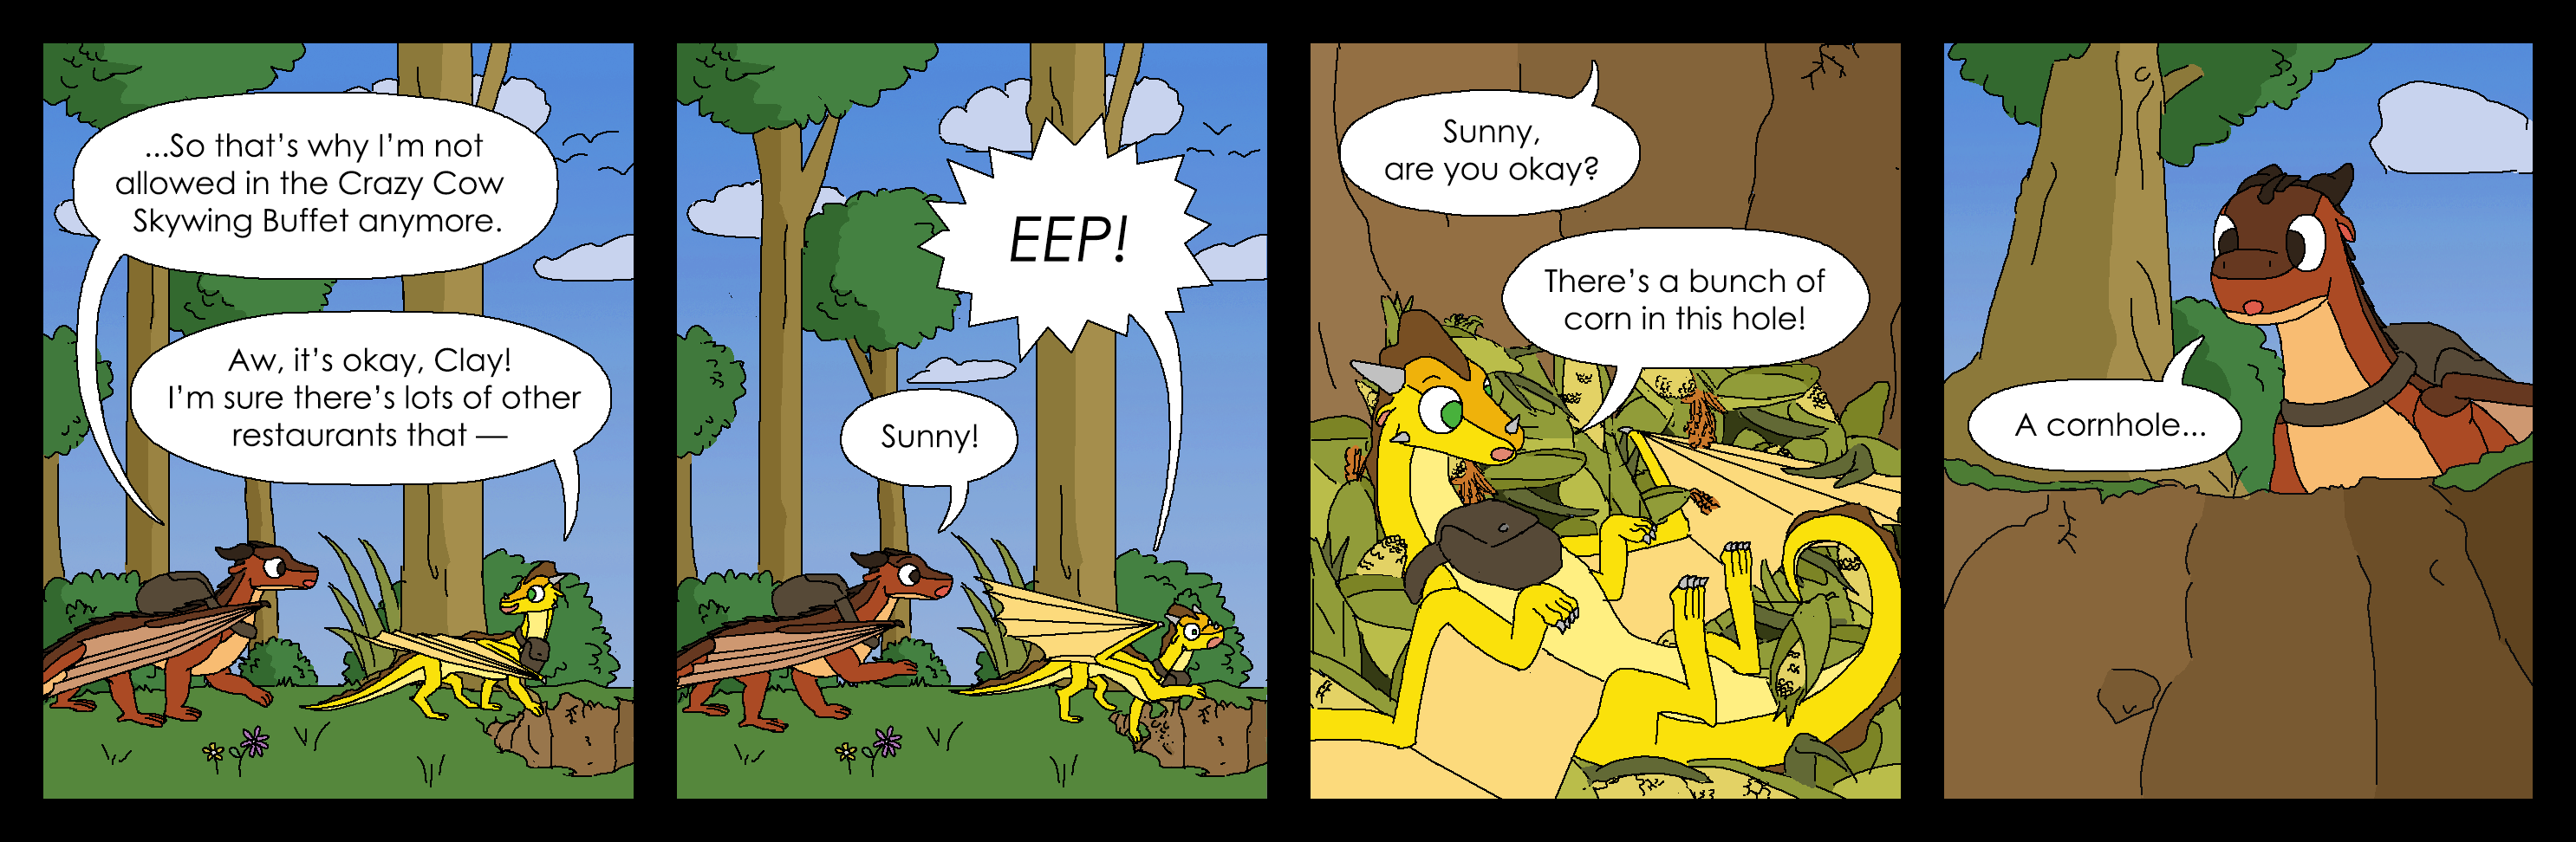 ...So that's why I'm not
allowed in the Crazy Cow
Skywing Buffet anymore.
Aw, it's okay, Clay!
I'm sure there's lots of other
restaurants that —
EEP!
Sunny!
Sunny,
are you okay?
There's a bunch of
corn in this hole!
A cornhole...